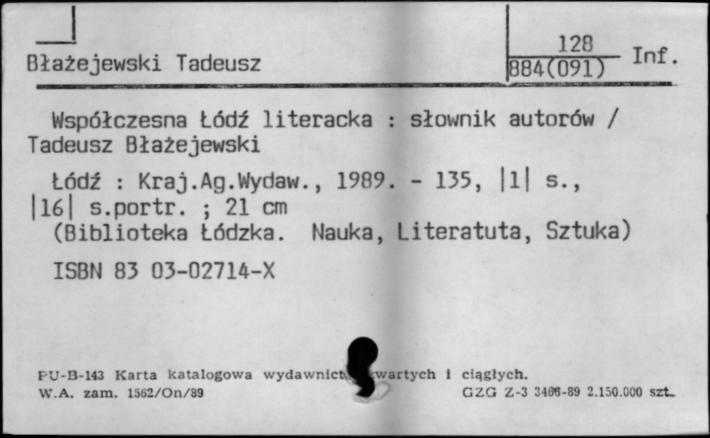 128
Błażejewski Tadeusz
884(091) Inf.
Współczesna Łódź literacka : słownik autorów /
Tadeusz Błażejewski
Łódź : Kraj.Ag.Wydaw., 1989. - 135, |1| s.,
|16| s.portr. ; 21 cm
(Biblioteka Łódzka. Nauka, Literatuta, Sztuka)
ISBN 83 03-02714-X
PU-B-143 Karta katalogowa wydawnict wartych i ciągłych.
W.A. zam. 1562/On/89 GZG Z-3 3406-89 2.150.000 szt.